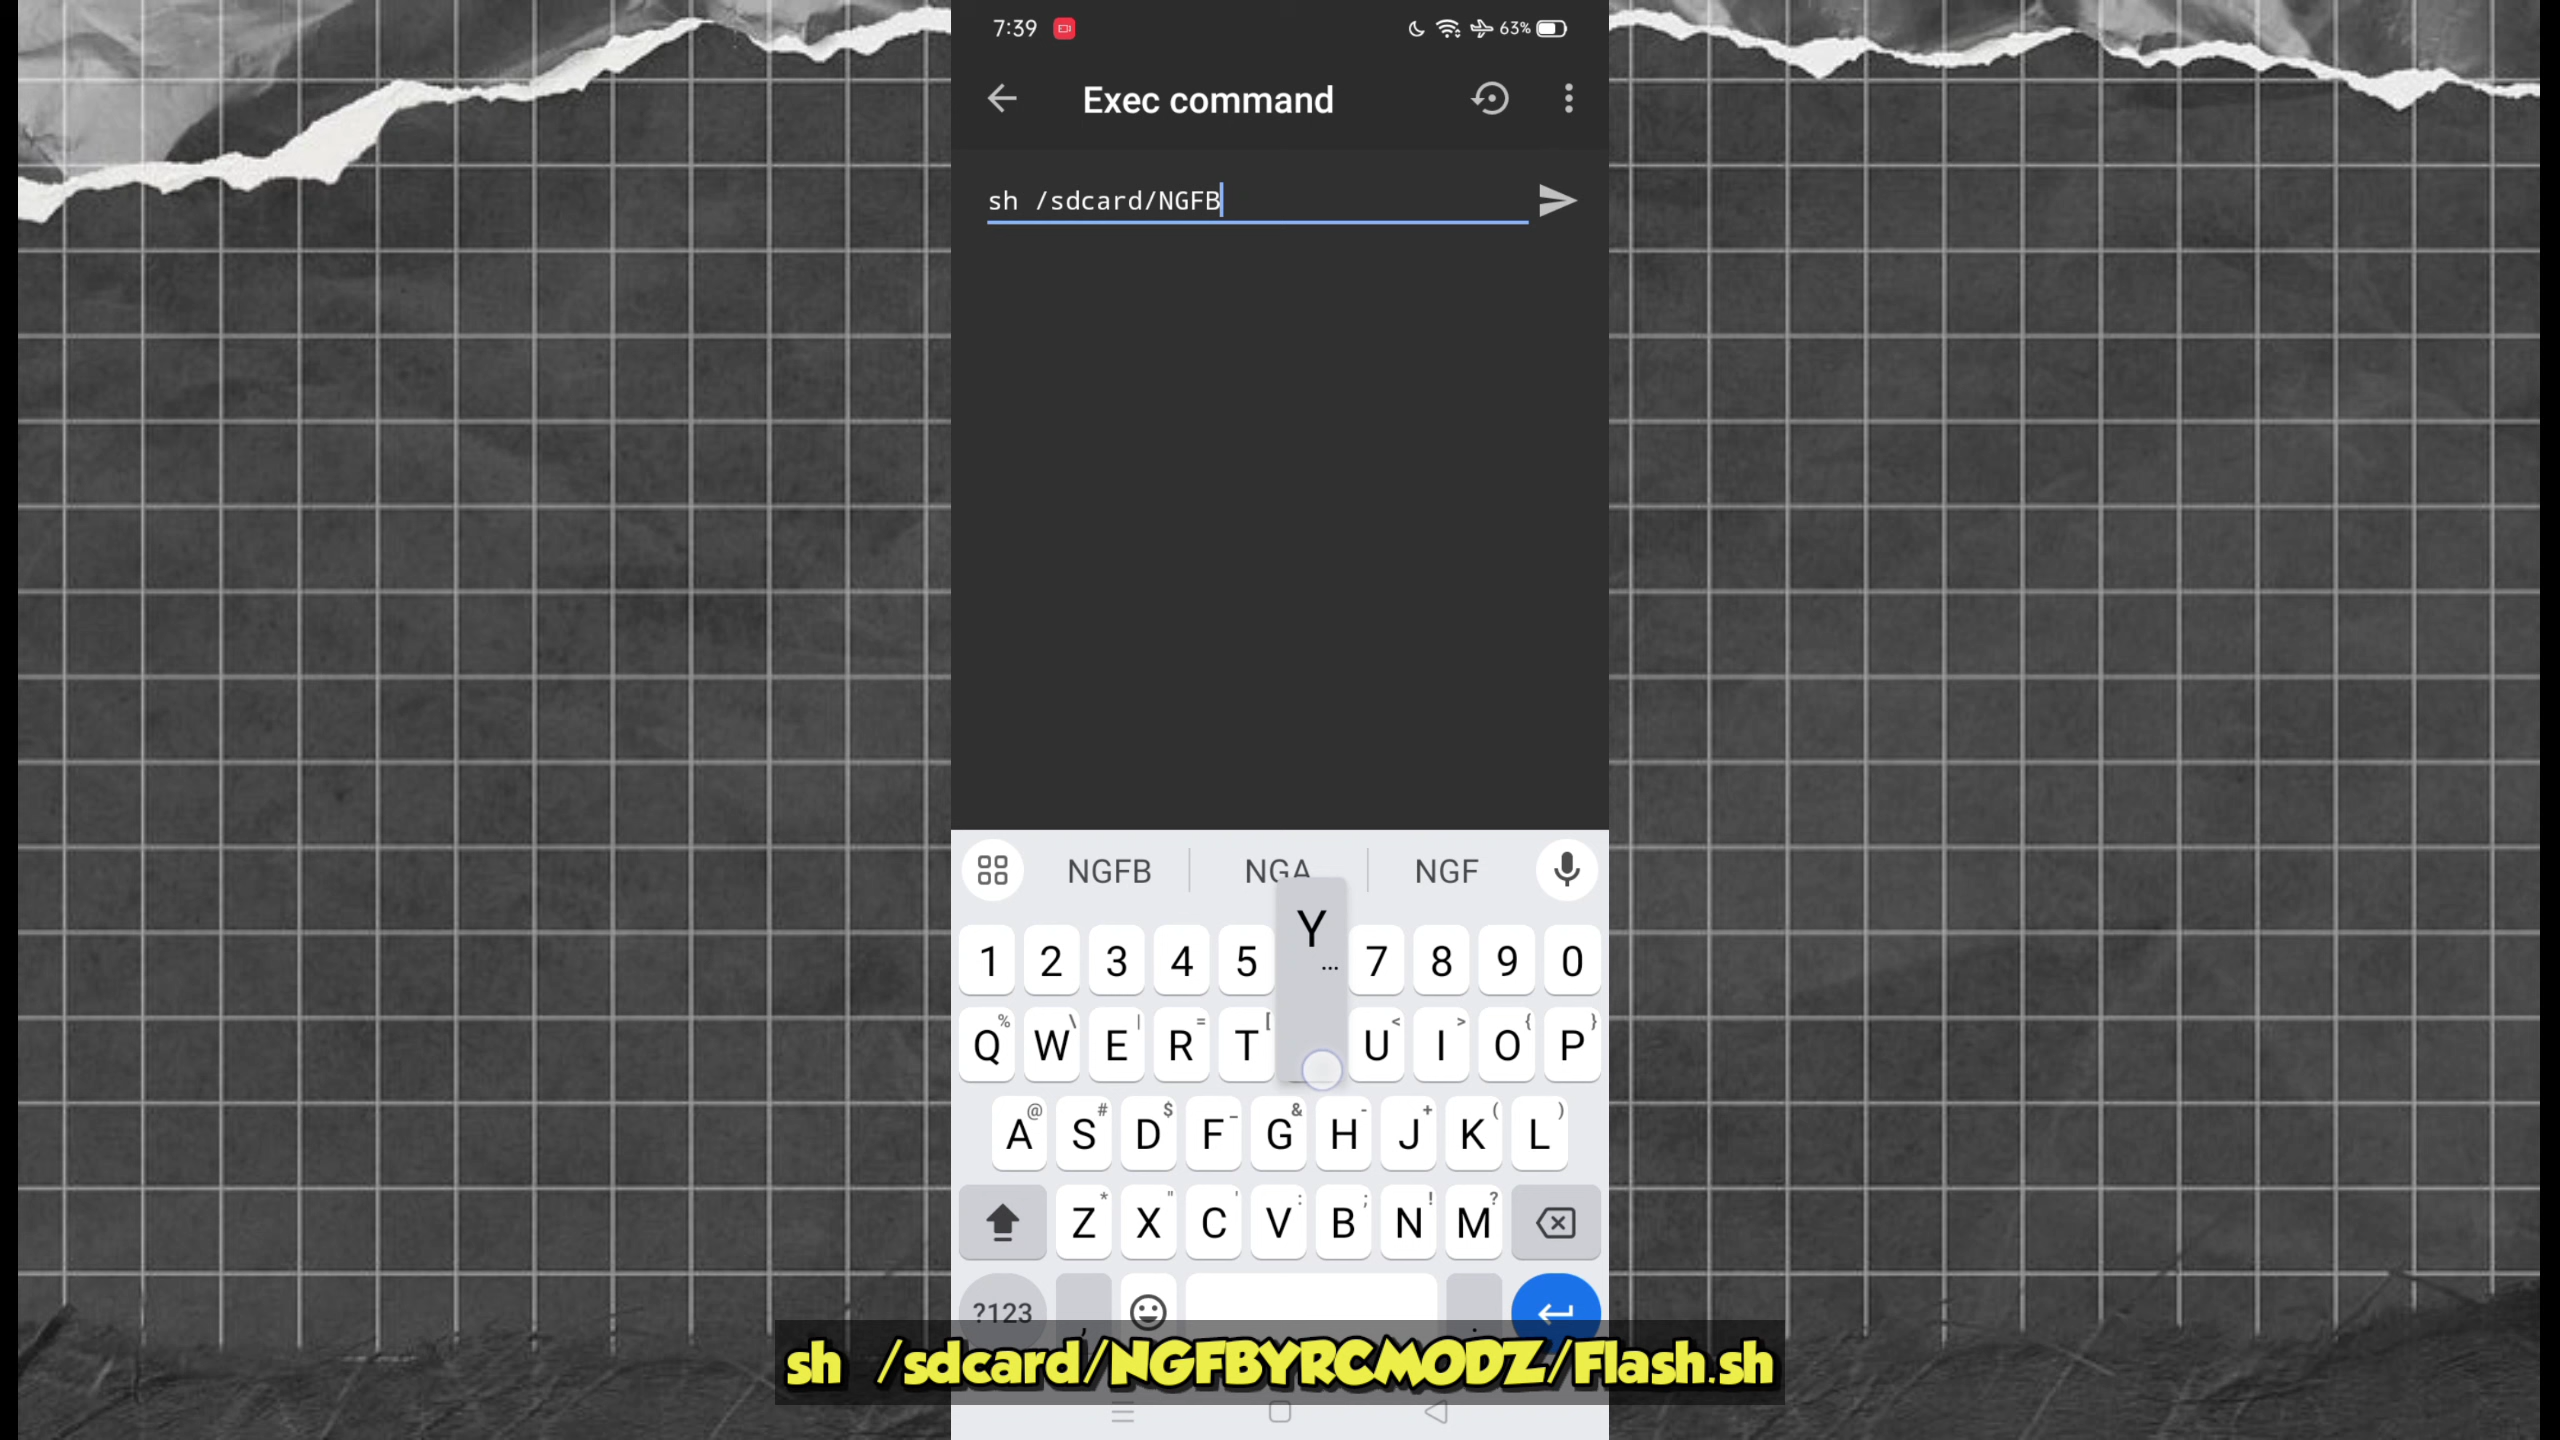 7:39 63%
Exec command
sh /sdcard/NGFB
NGFB NGA NGF
Y
...
1 2 3 4 5 7 8 9 0
% \ | = [ < > { }
Q W E R T U I O P
@ # $ _ & - + ( )
A S D F G H J K L
* " ' : ; ! ?
Z X C V B N M
?123 , .
sh /sdcard/NGFBYRCMODZ/Flash.sh